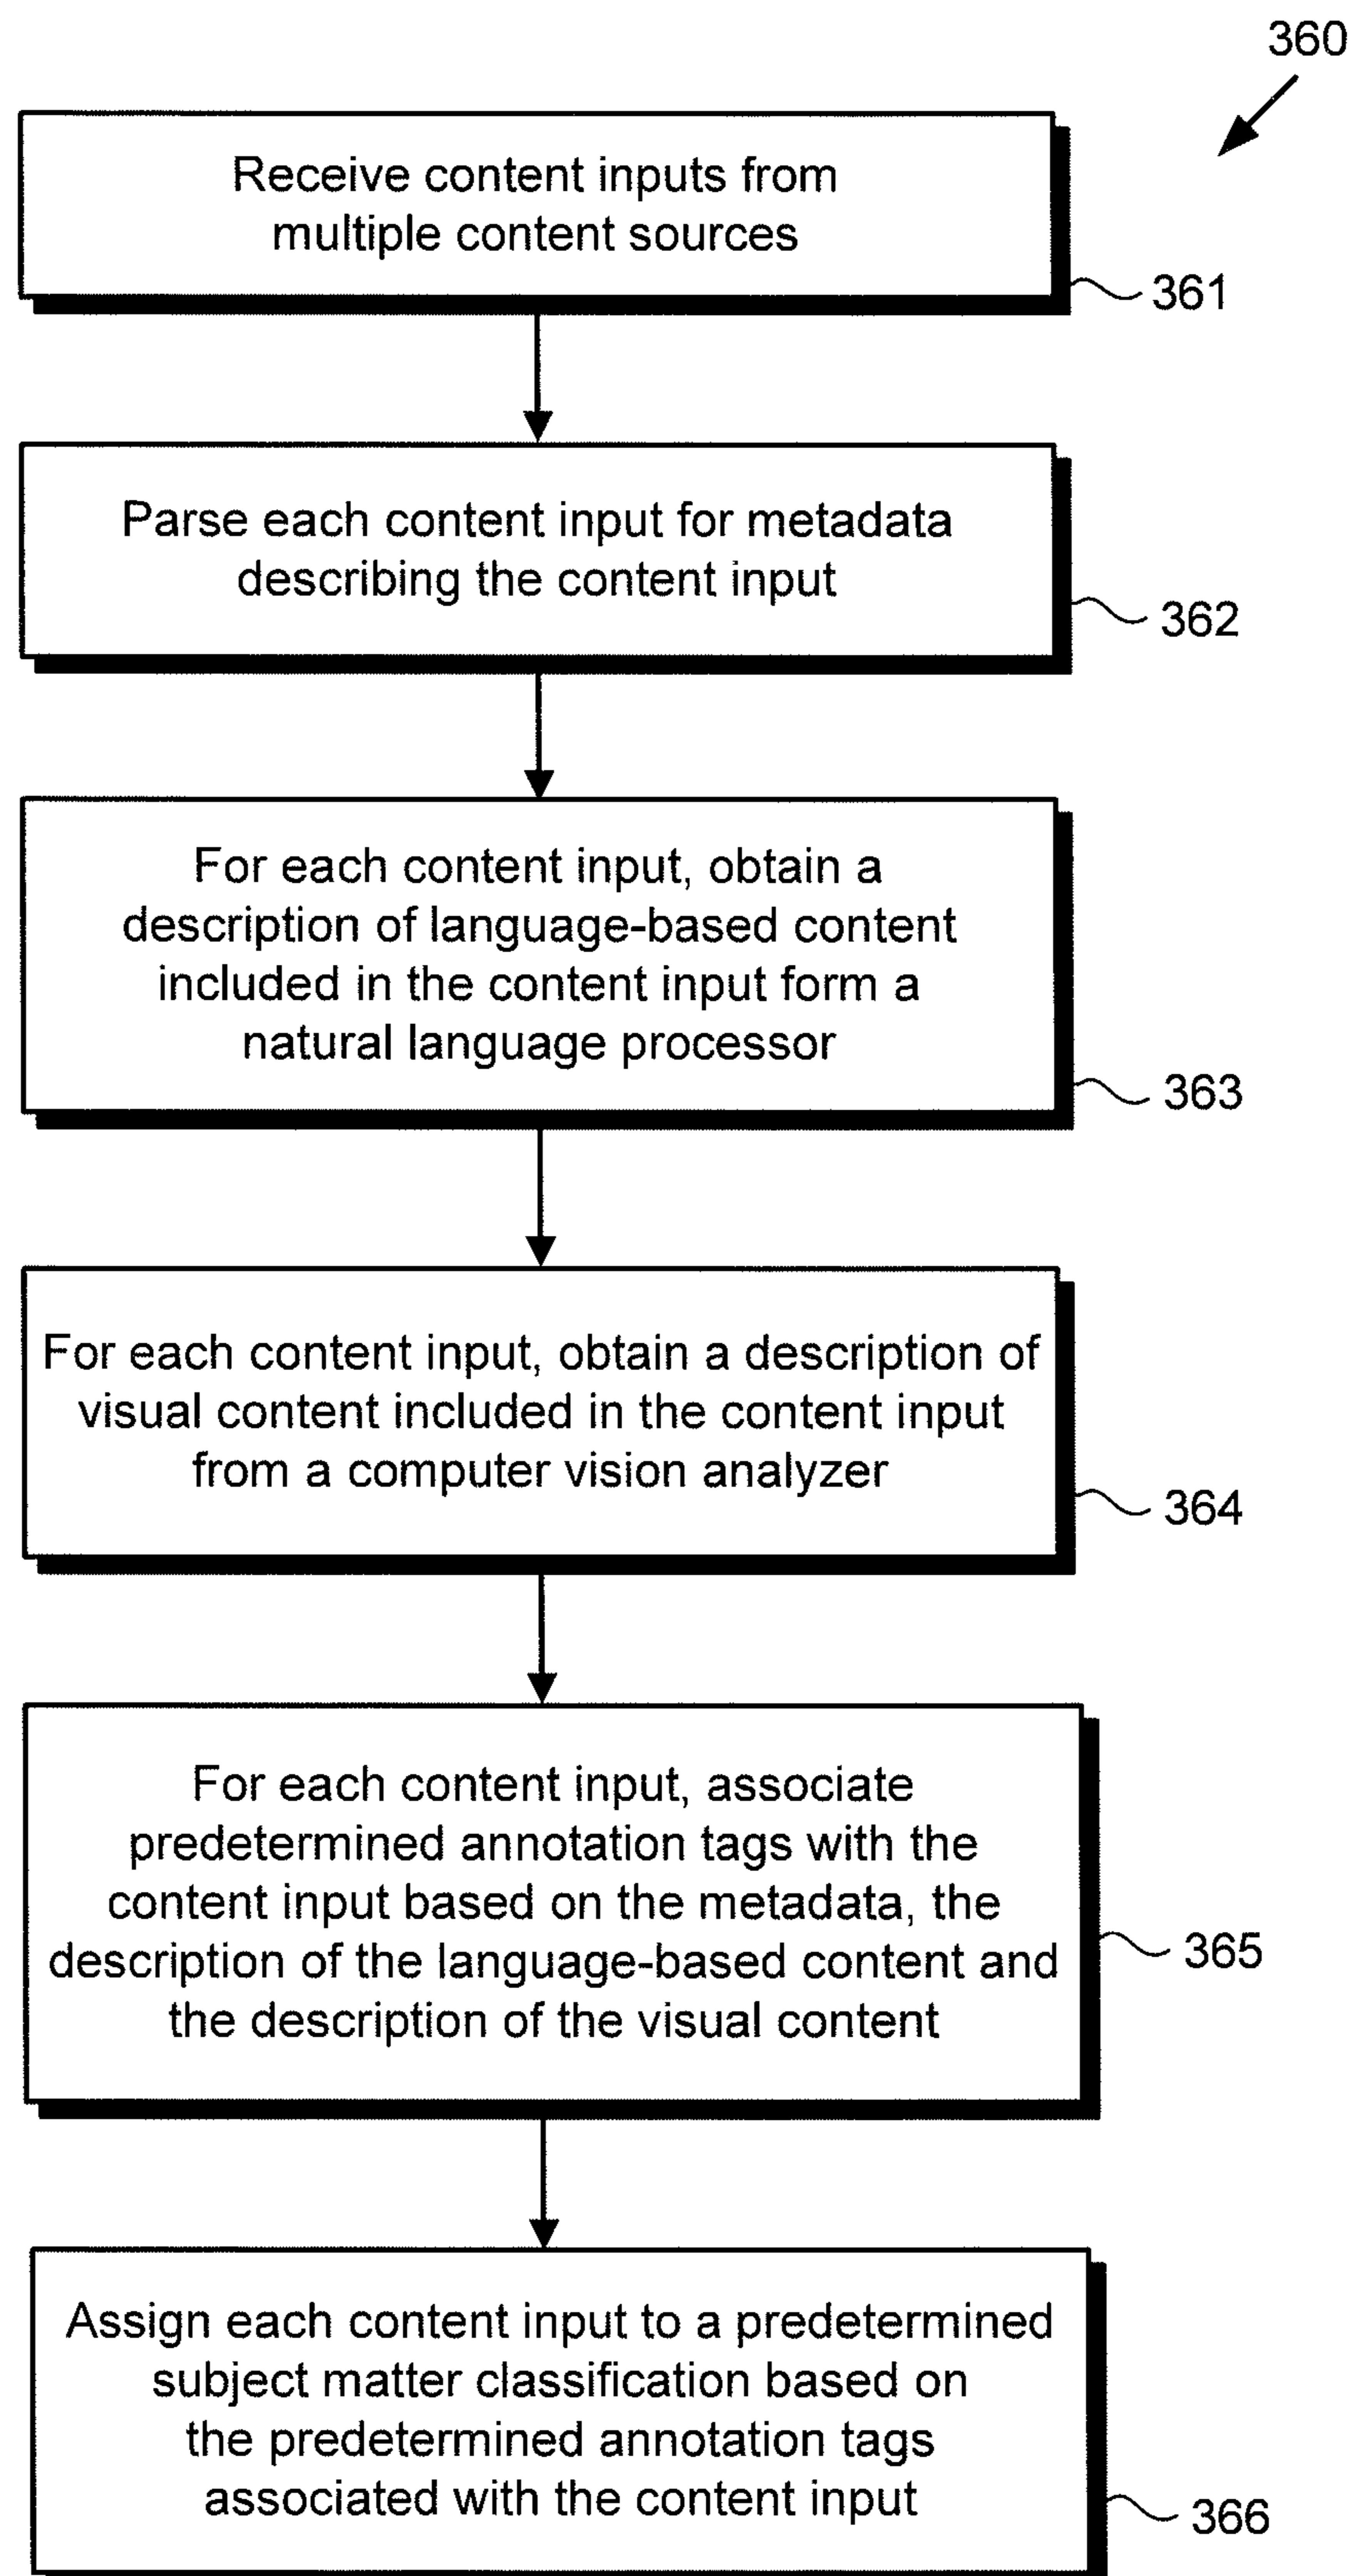 360
Receive content inputs from
multiple content sources
361
Parse each content input for metadata
describing the content input
362
For each content input, obtain a
description of language-based content
included in the content input form a
natural language processor
363
For each content input, obtain a description of
visual content included in the content input
from a computer vision analyzer
364
For each content input, associate
predetermined annotation tags with the
content input based on the metadata, the
description of the language-based content and
the description of the visual content
365
Assign each content input to a predetermined
subject matter classification based on
the predetermined annotation tags
associated with the content input
366